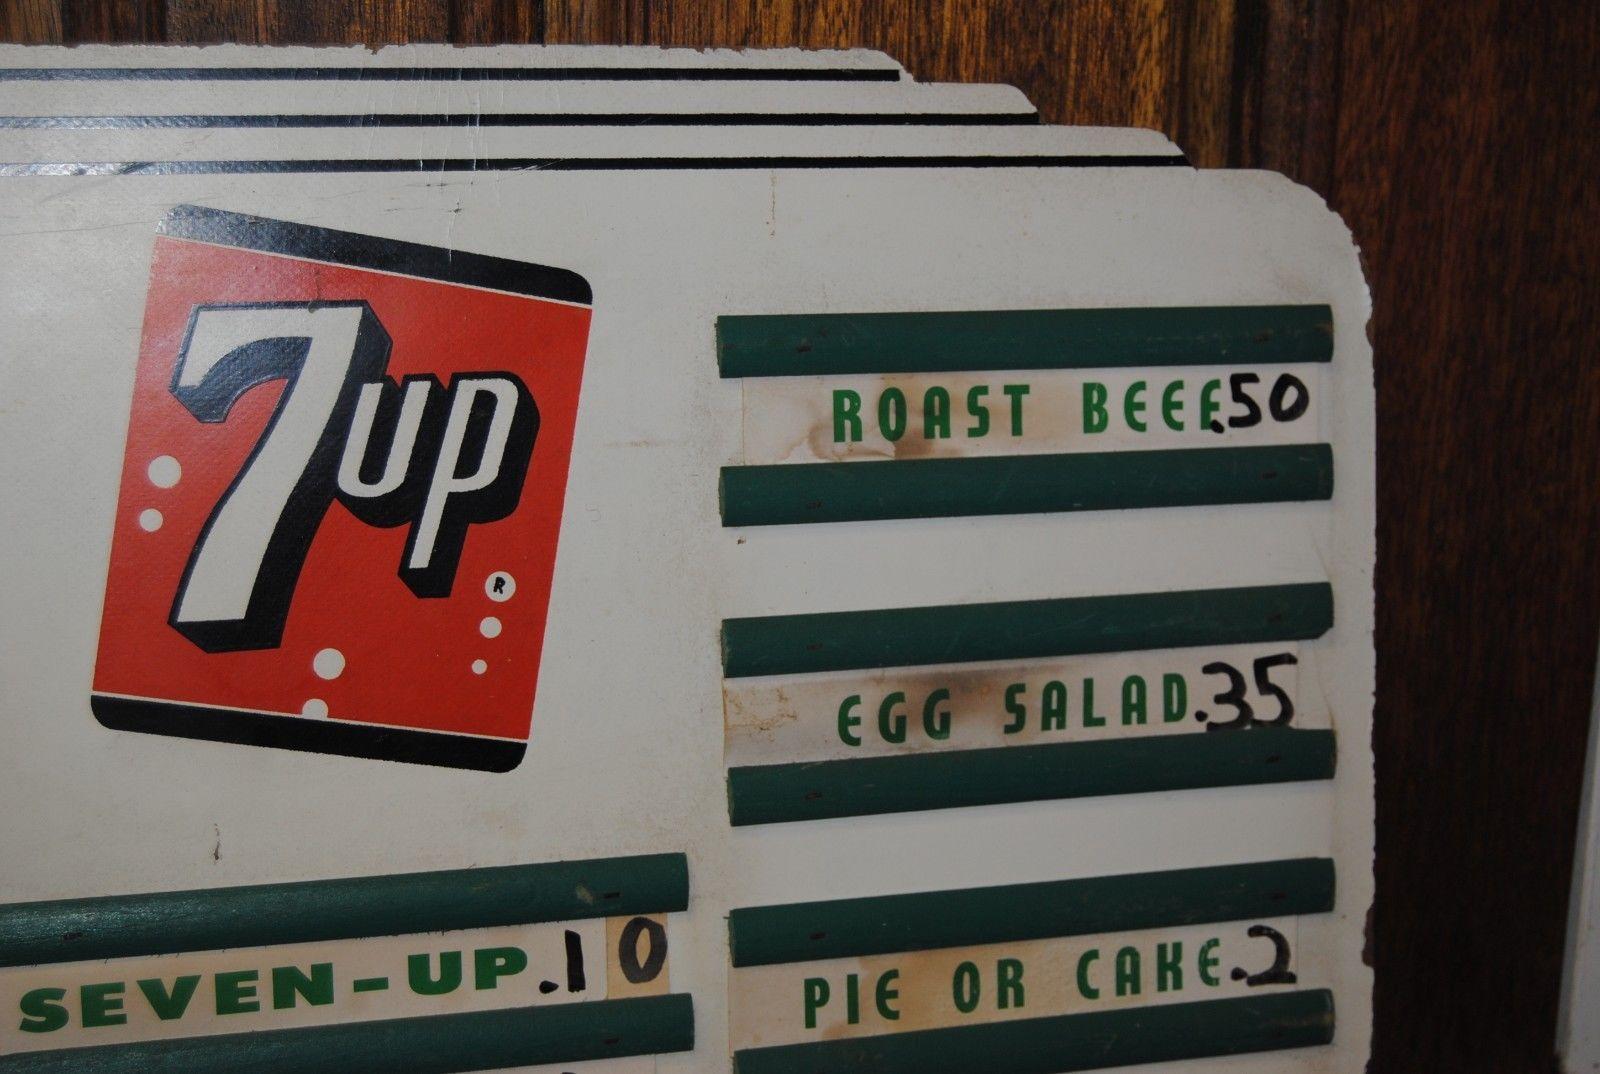 7up
R
ROAST BEEF .50
EGG SALAD .35
SEVEN-UP .10
PIE OR CAKE .2